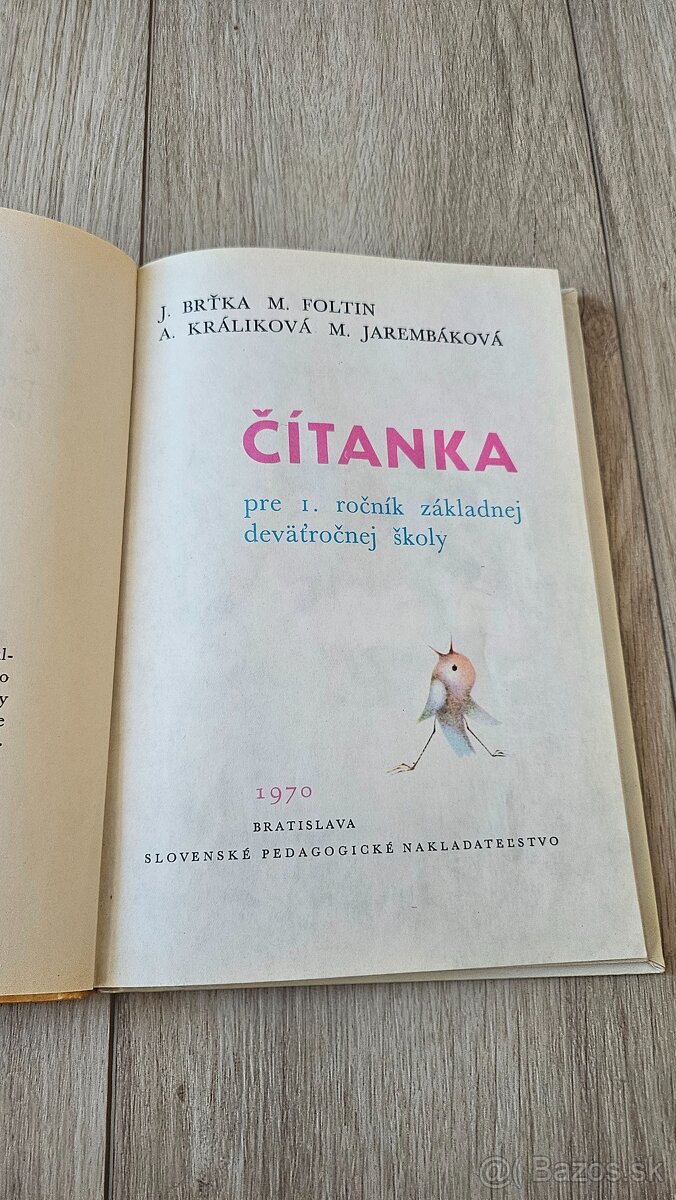 l-
o
y
e
.
J. BRŤKA M. FOLTIN
A. KRÁLIKOVÁ M. JAREMBÁKOVÁ
ČÍTANKA
pre 1. ročník základnej
deväťročnej školy
1970
BRATISLAVA
SLOVENSKÉ PEDAGOGICKÉ NAKLADATEĽSTVO
@( Bazos.sk